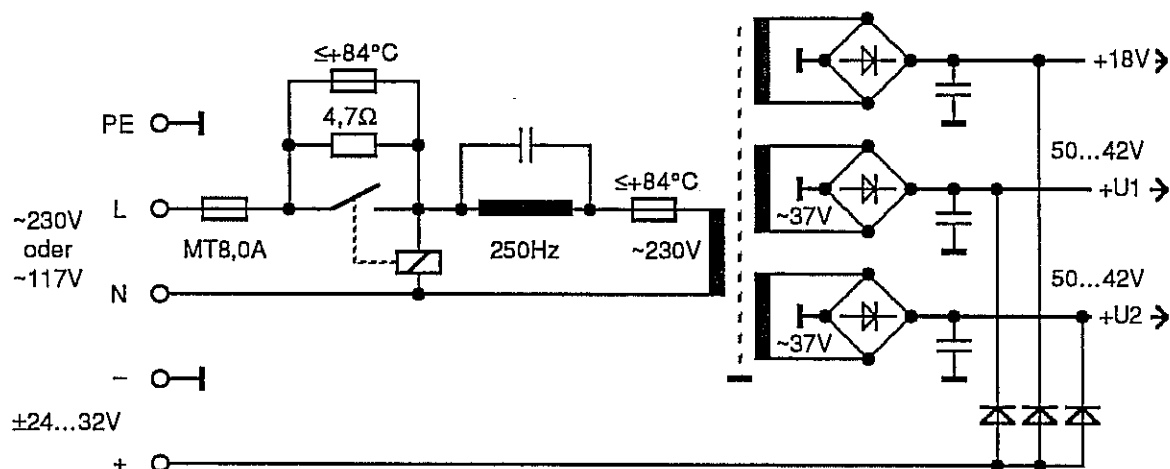 ≤+84°C
4,7Ω
PE
L
~230V
oder
~117V
MT8,0A
N
250Hz
≤+84°C
~230V
+18V
50...42V
+U1
~37V
50...42V
+U2
~37V
–
±24...32V
+